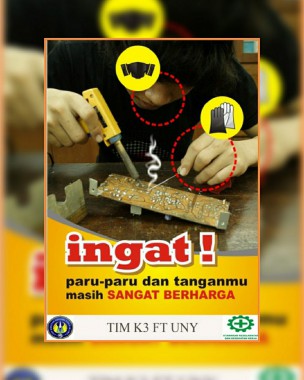 ingat !
paru-paru dan tanganmu
masih SANGAT BERHARGA
TIM K3 FT UNY